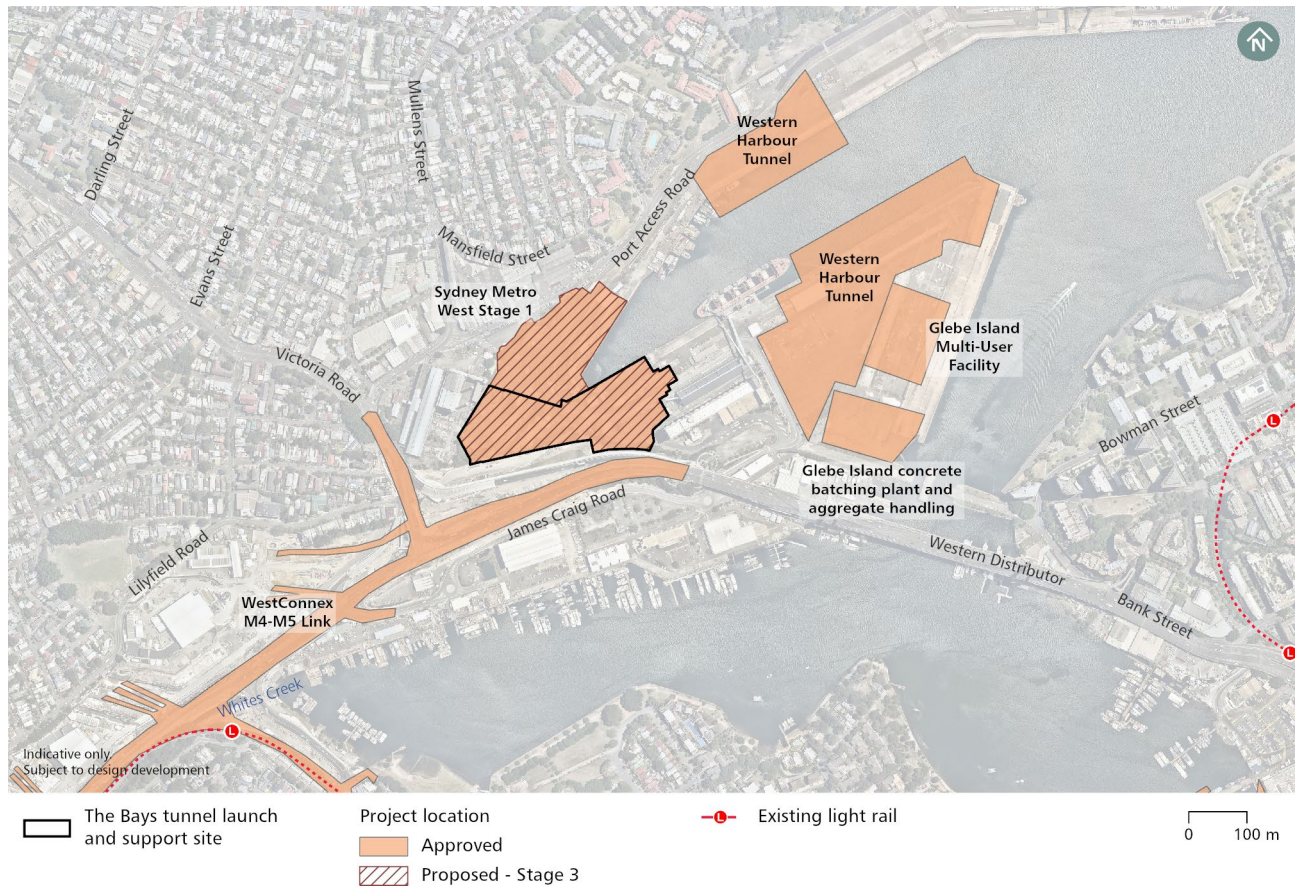 N
Western
Harbour
Tunnel
Mullens Street
Darling Street
Port Access Road
Mansfield Street
Evans Street
Western
Harbour
Tunnel
Sydney Metro
West Stage 1
Glebe Island
Multi-User
Facility
Victoria Road
Bowman Street
L
Glebe Island concrete
batching plant and
aggregate handling
James Craig Road
Lilyfield Road
Western Distributor
WestConnex
M4-M5 Link
Bank Street
L
Whites Creek
L
Indicative only
Subject to design development
The Bays tunnel launch
and support site
Project location
Approved
Proposed - Stage 3
L
Existing light rail
0 100 m